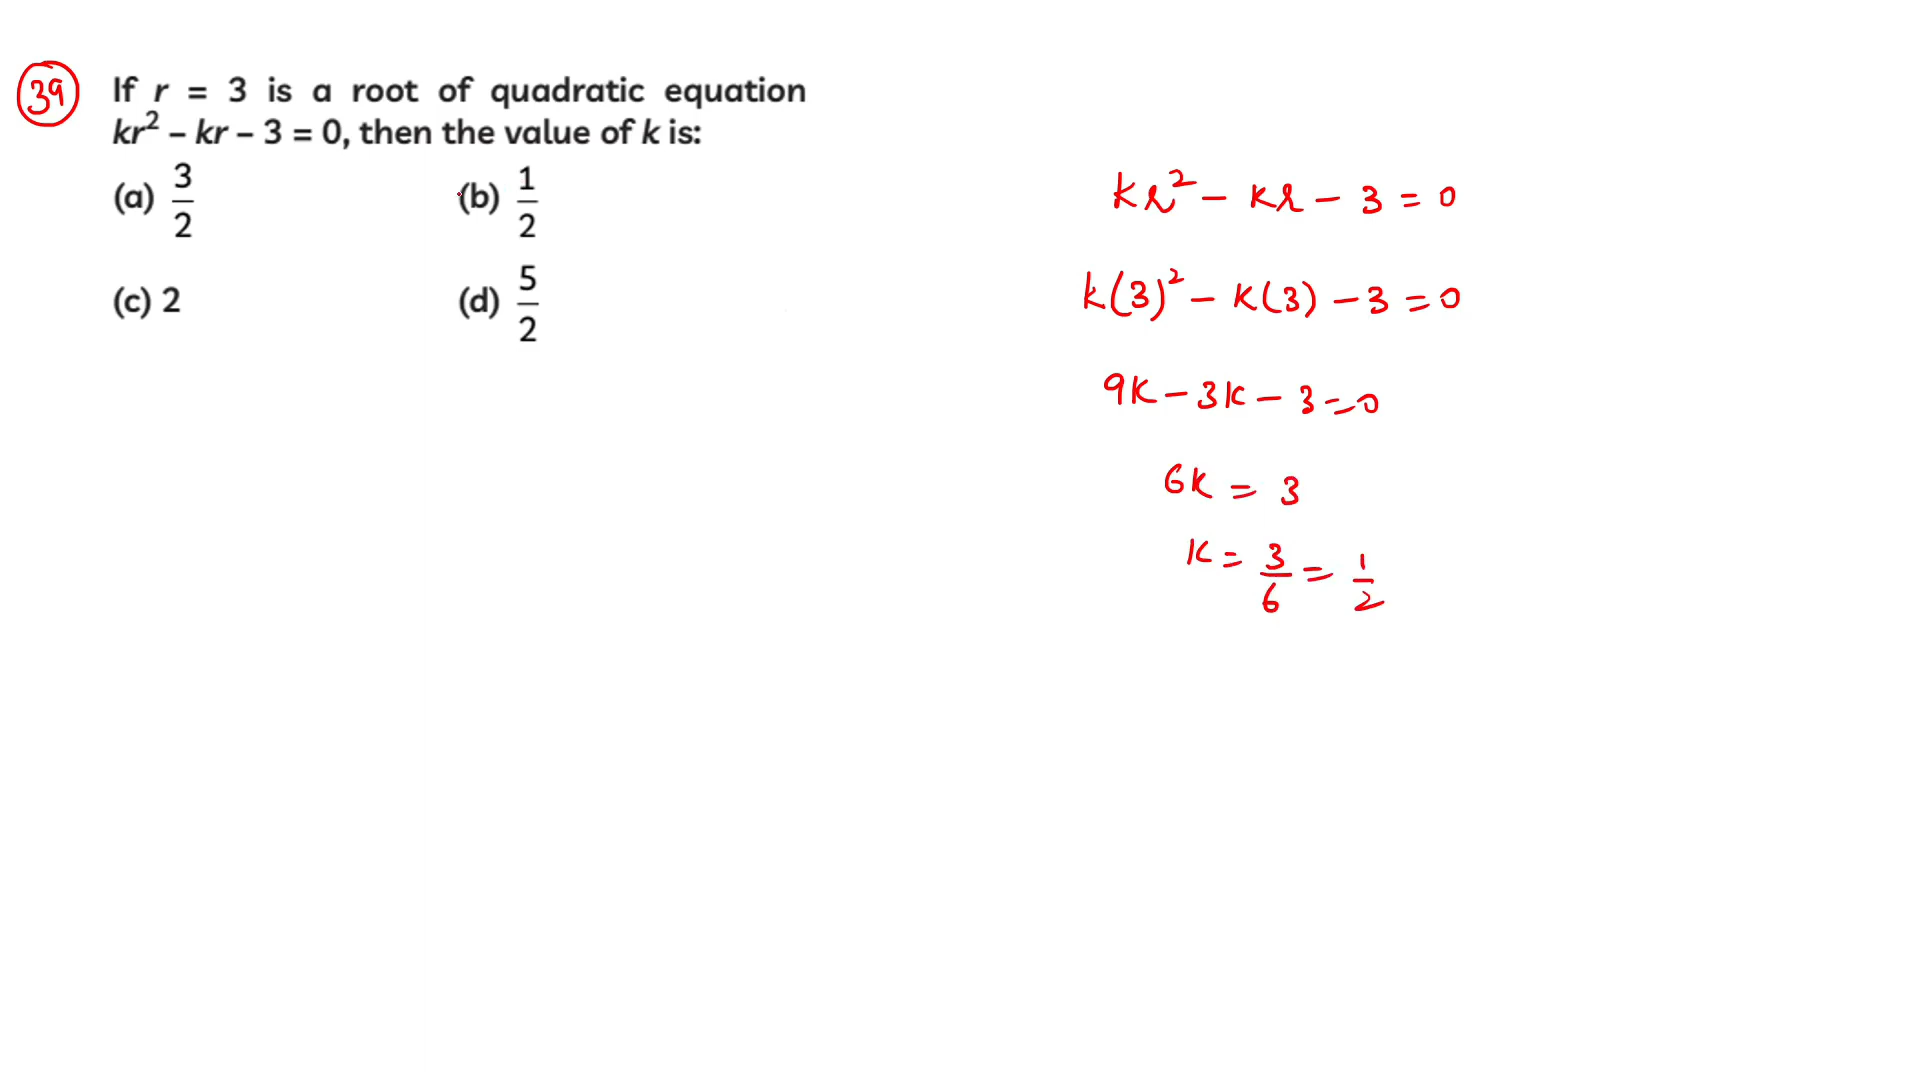 39 If r = 3 is a root of quadratic equation
kr² – kr – 3 = 0, then the value of k is:
(a) 3/2 (b) 1/2
(c) 2 (d) 5/2
kr² – kr – 3 = 0
k(3)² – k(3) – 3 = 0
9k – 3k – 3 = 0
6k = 3
k = 3/6 = 1/2